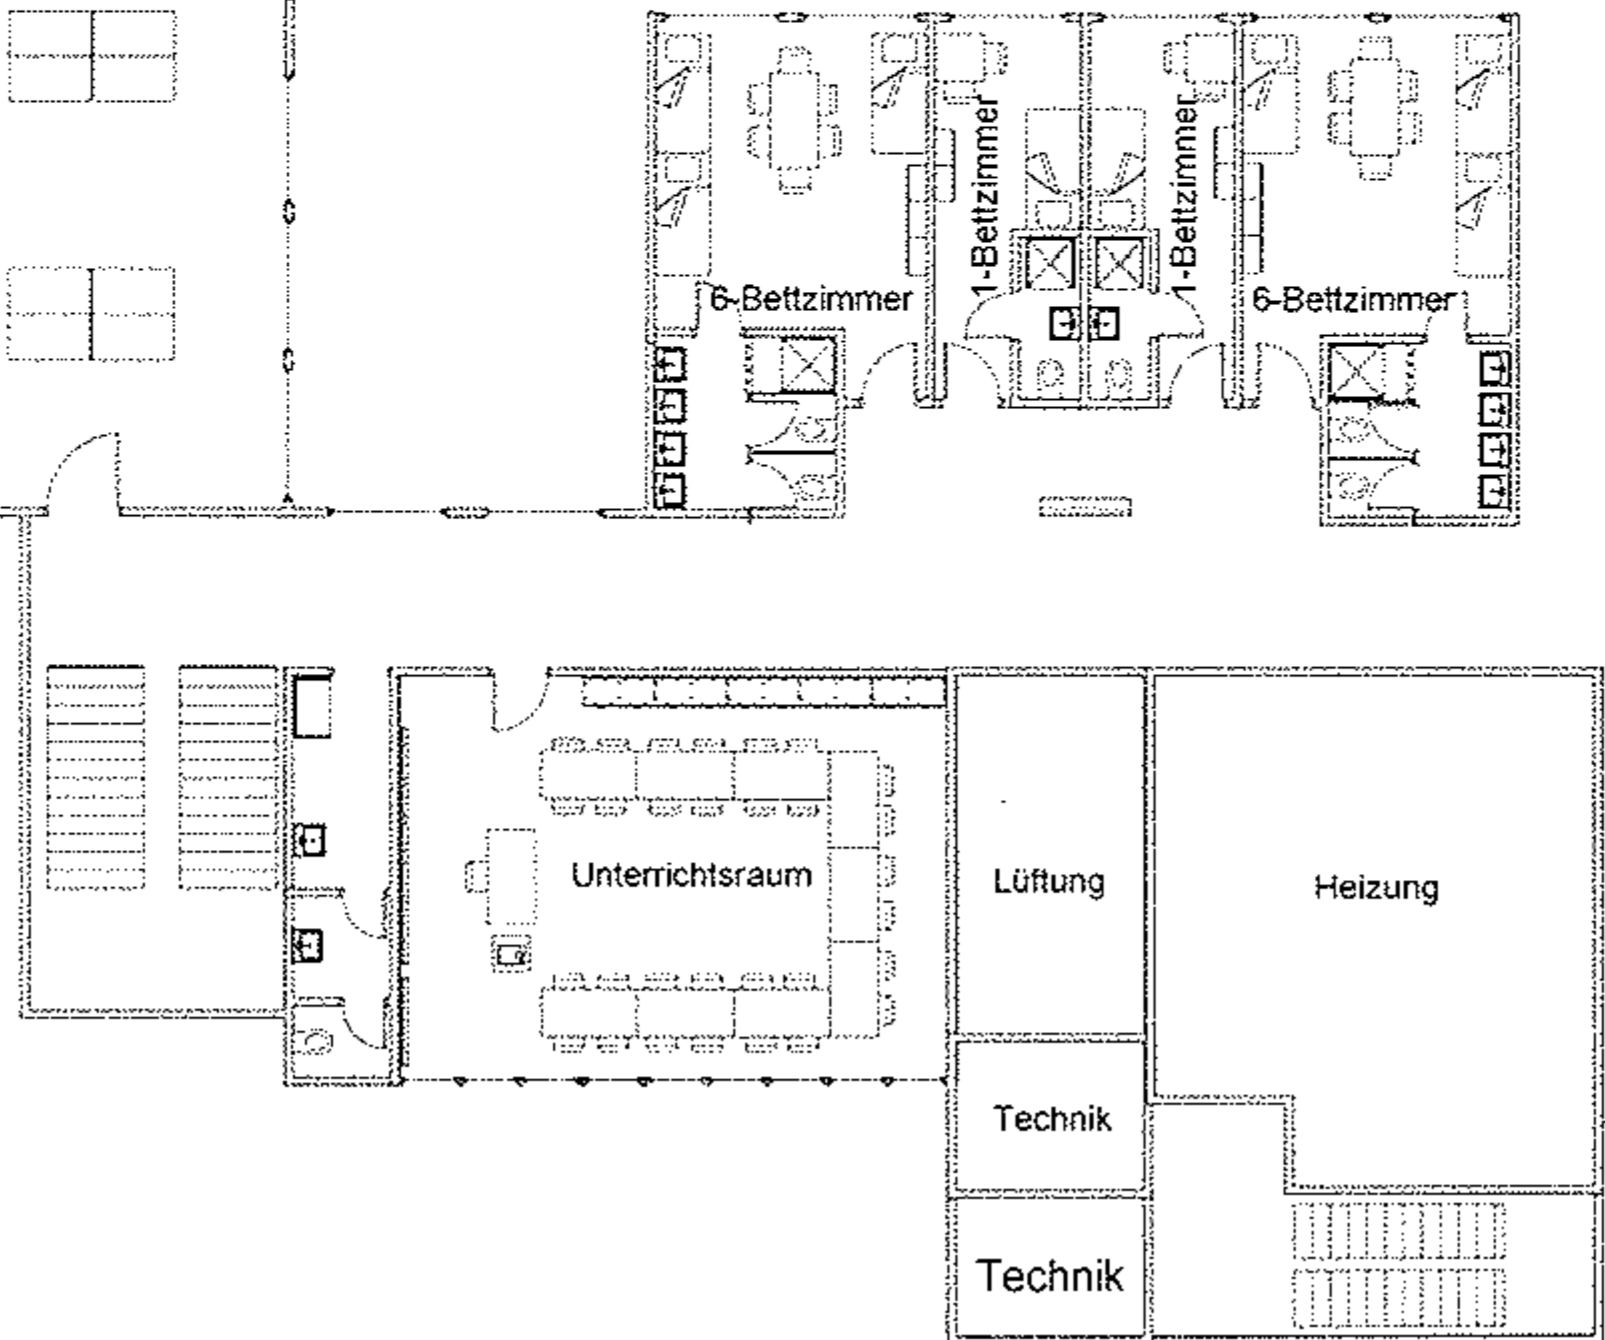 6-Bettzimmer
1-Bettzimmer
1-Bettzimmer
6-Bettzimmer
Unterrichtsraum
Lüftung
Heizung
Technik
Technik